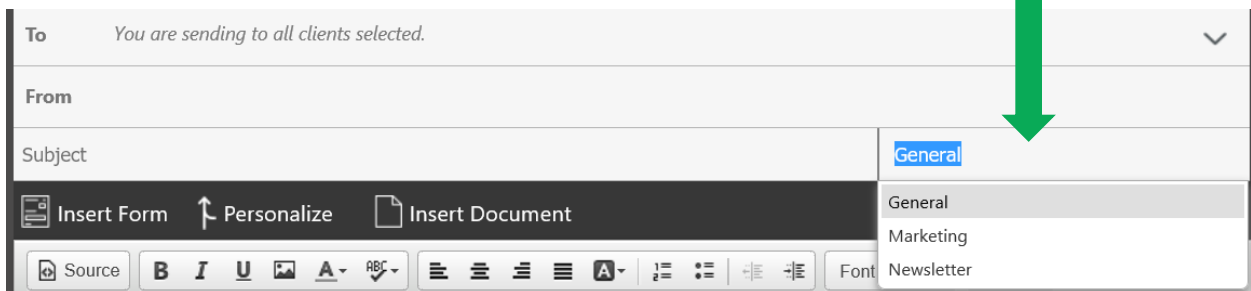 To You are sending to all clients selected.
From
Subject General
Insert Form Personalize Insert Document
General
Marketing
Source B I U A ABC A Font
Newsletter